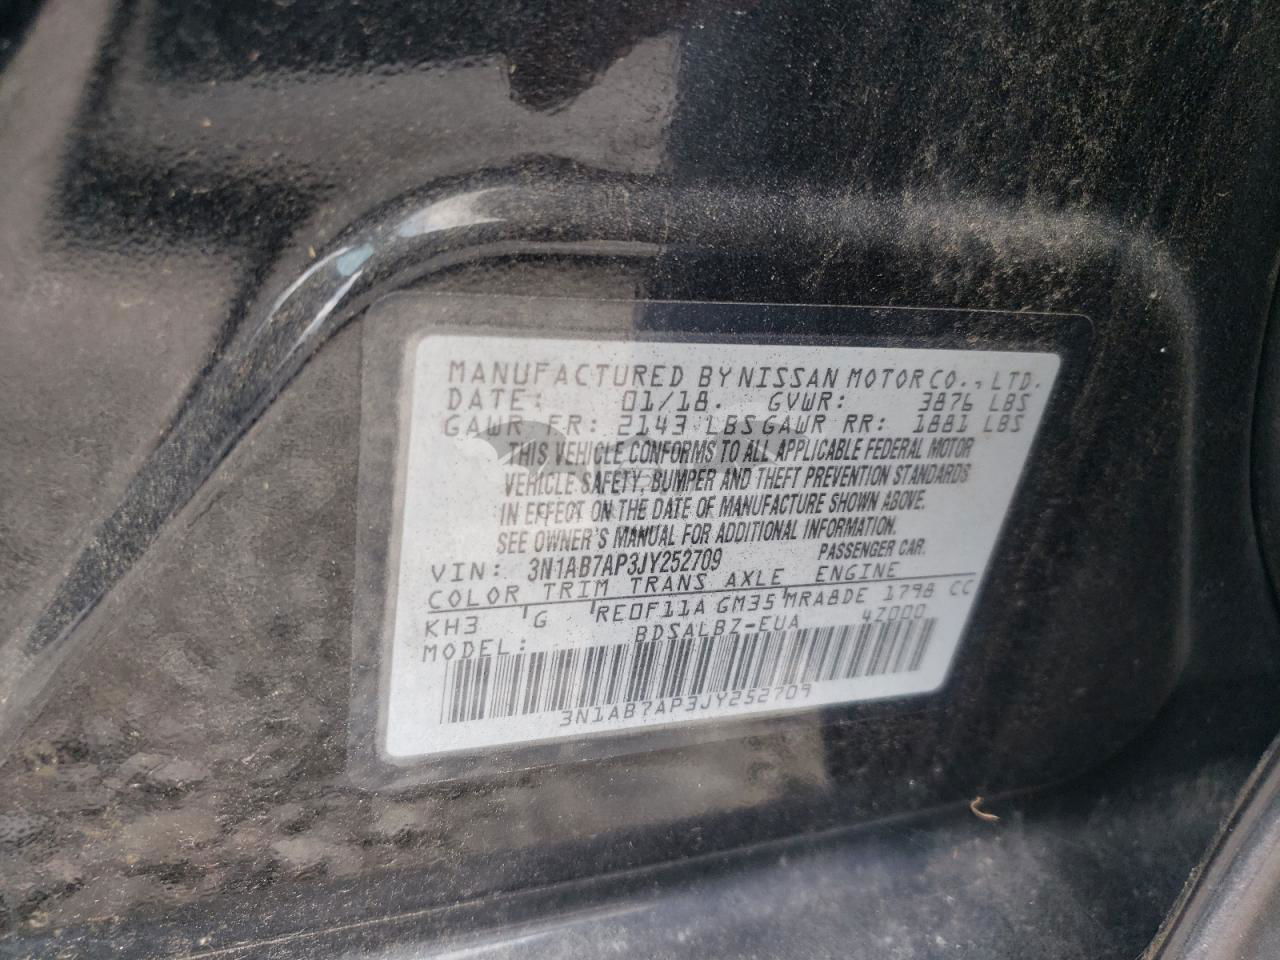 MANUFACTURED BY NISSAN MOTOR CO., LTD.
DATE: 01/18. GVWR: 3876 LBS
GAWR FR: 2143 LBS GAWR RR: 1881 LBS
THIS VEHICLE CONFORMS TO ALL APPLICABLE FEDERAL MOTOR
VEHICLE SAFETY, BUMPER AND THEFT PREVENTION STANDARDS
IN EFFECT ON THE DATE OF MANUFACTURE SHOWN ABOVE.
SEE OWNER'S MANUAL FOR ADDITIONAL INFORMATION.
VIN: 3N1AB7AP3JY252709 PASSENGER CAR.
COLOR TRIM TRANS AXLE ENGINE
KH3 G RE0F11A GM35 MRA8DE 1798 CC
MODEL: BDSALBZ-EUA 4Z000
3N1AB7AP3JY252709